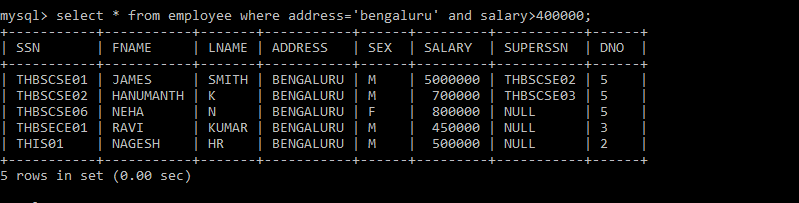 mysql> select * from employee where address='bengaluru' and salary>400000;
+-----------+-----------+-------+-----------+------+---------+-----------+------+
| SSN       | FNAME     | LNAME | ADDRESS   | SEX  | SALARY  | SUPERSSN  | DNO  |
+-----------+-----------+-------+-----------+------+---------+-----------+------+
| THBSCSE01 | JAMES     | SMITH | BENGALURU | M    | 5000000 | THBSCSE02 | 5    |
| THBSCSE02 | HANUMANTH | K     | BENGALURU | M    |  700000 | THBSCSE03 | 5    |
| THBSCSE06 | NEHA      | N     | BENGALURU | F    |  800000 | NULL      | 5    |
| THBSECE01 | RAVI      | KUMAR | BENGALURU | M    |  450000 | NULL      | 3    |
| THIS01    | NAGESH    | HR    | BENGALURU | M    |  500000 | NULL      | 2    |
+-----------+-----------+-------+-----------+------+---------+-----------+------+
5 rows in set (0.00 sec)